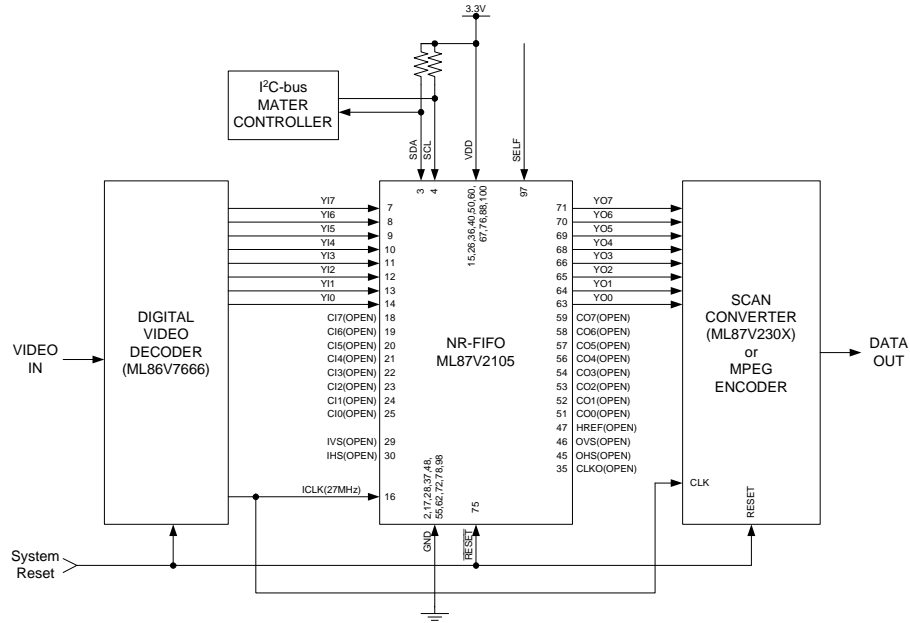 3.3V
I²C-bus
MATER
CONTROLLER
SDA
SCL
VDD
SELF
3
4
15,26,36,40,50,60,
67,76,88,100
97
DIGITAL
VIDEO
DECODER
(ML86V7666)
VIDEO
IN
YI7
YI6
YI5
YI4
YI3
YI2
YI1
YI0
7
8
9
10
11
12
13
14
CI7(OPEN) 18
CI6(OPEN) 19
CI5(OPEN) 20
CI4(OPEN) 21
CI3(OPEN) 22
CI2(OPEN) 23
CI1(OPEN) 24
CI0(OPEN) 25
IVS(OPEN) 29
IHS(OPEN) 30
ICLK(27MHz) 16
NR-FIFO
ML87V2105
71 YO7
70 YO6
69 YO5
68 YO4
66 YO3
65 YO2
64 YO1
63 YO0
59 CO7(OPEN)
58 CO6(OPEN)
57 CO5(OPEN)
56 CO4(OPEN)
54 CO3(OPEN)
53 CO2(OPEN)
52 CO1(OPEN)
51 CO0(OPEN)
47 HREF(OPEN)
46 OVS(OPEN)
45 OHS(OPEN)
35 CLKO(OPEN)
SCAN
CONVERTER
(ML87V230X)
or
MPEG
ENCODER
DATA
OUT
CLK
RESET
2,17,28,37,48,
55,62,72,78,98
75
GND
RESET
System
Reset